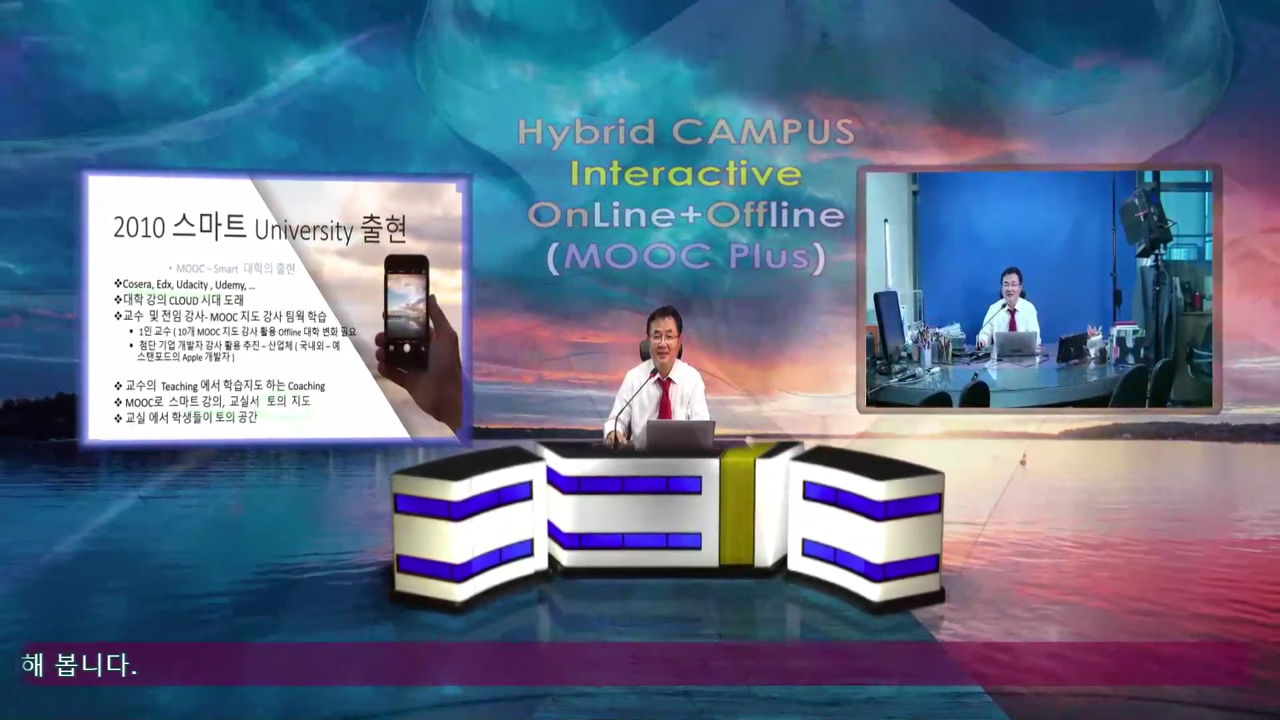 Hybrid CAMPUS
Interactive
OnLine+Offline
(MOOC Plus)
2010 스마트 University 출현
• MOOC – Smart 대학의 출현
❖Cosera, Edx, Udacity , Udemy, ...
❖대학 강의 CLOUD 시대 도래
❖교수 및 전임 강사- MOOC 지도 강사 팀웍 학습
▪ 1인 교수 ( 10개 MOOC 지도 강사 활용 Offline 대학 변화 필요
▪ 첨단 기업 개발자 강사 활용 추진 – 산업체 ( 국내외 – 예
스탠포드의 Apple 개발자 )
❖ 교수의 Teaching 에서 학습지도 하는 Coaching
❖ MOOC로 스마트 강의, 교실서 토의 지도
❖ 교실 에서 학생들이 토의 공간
해 봅니다.